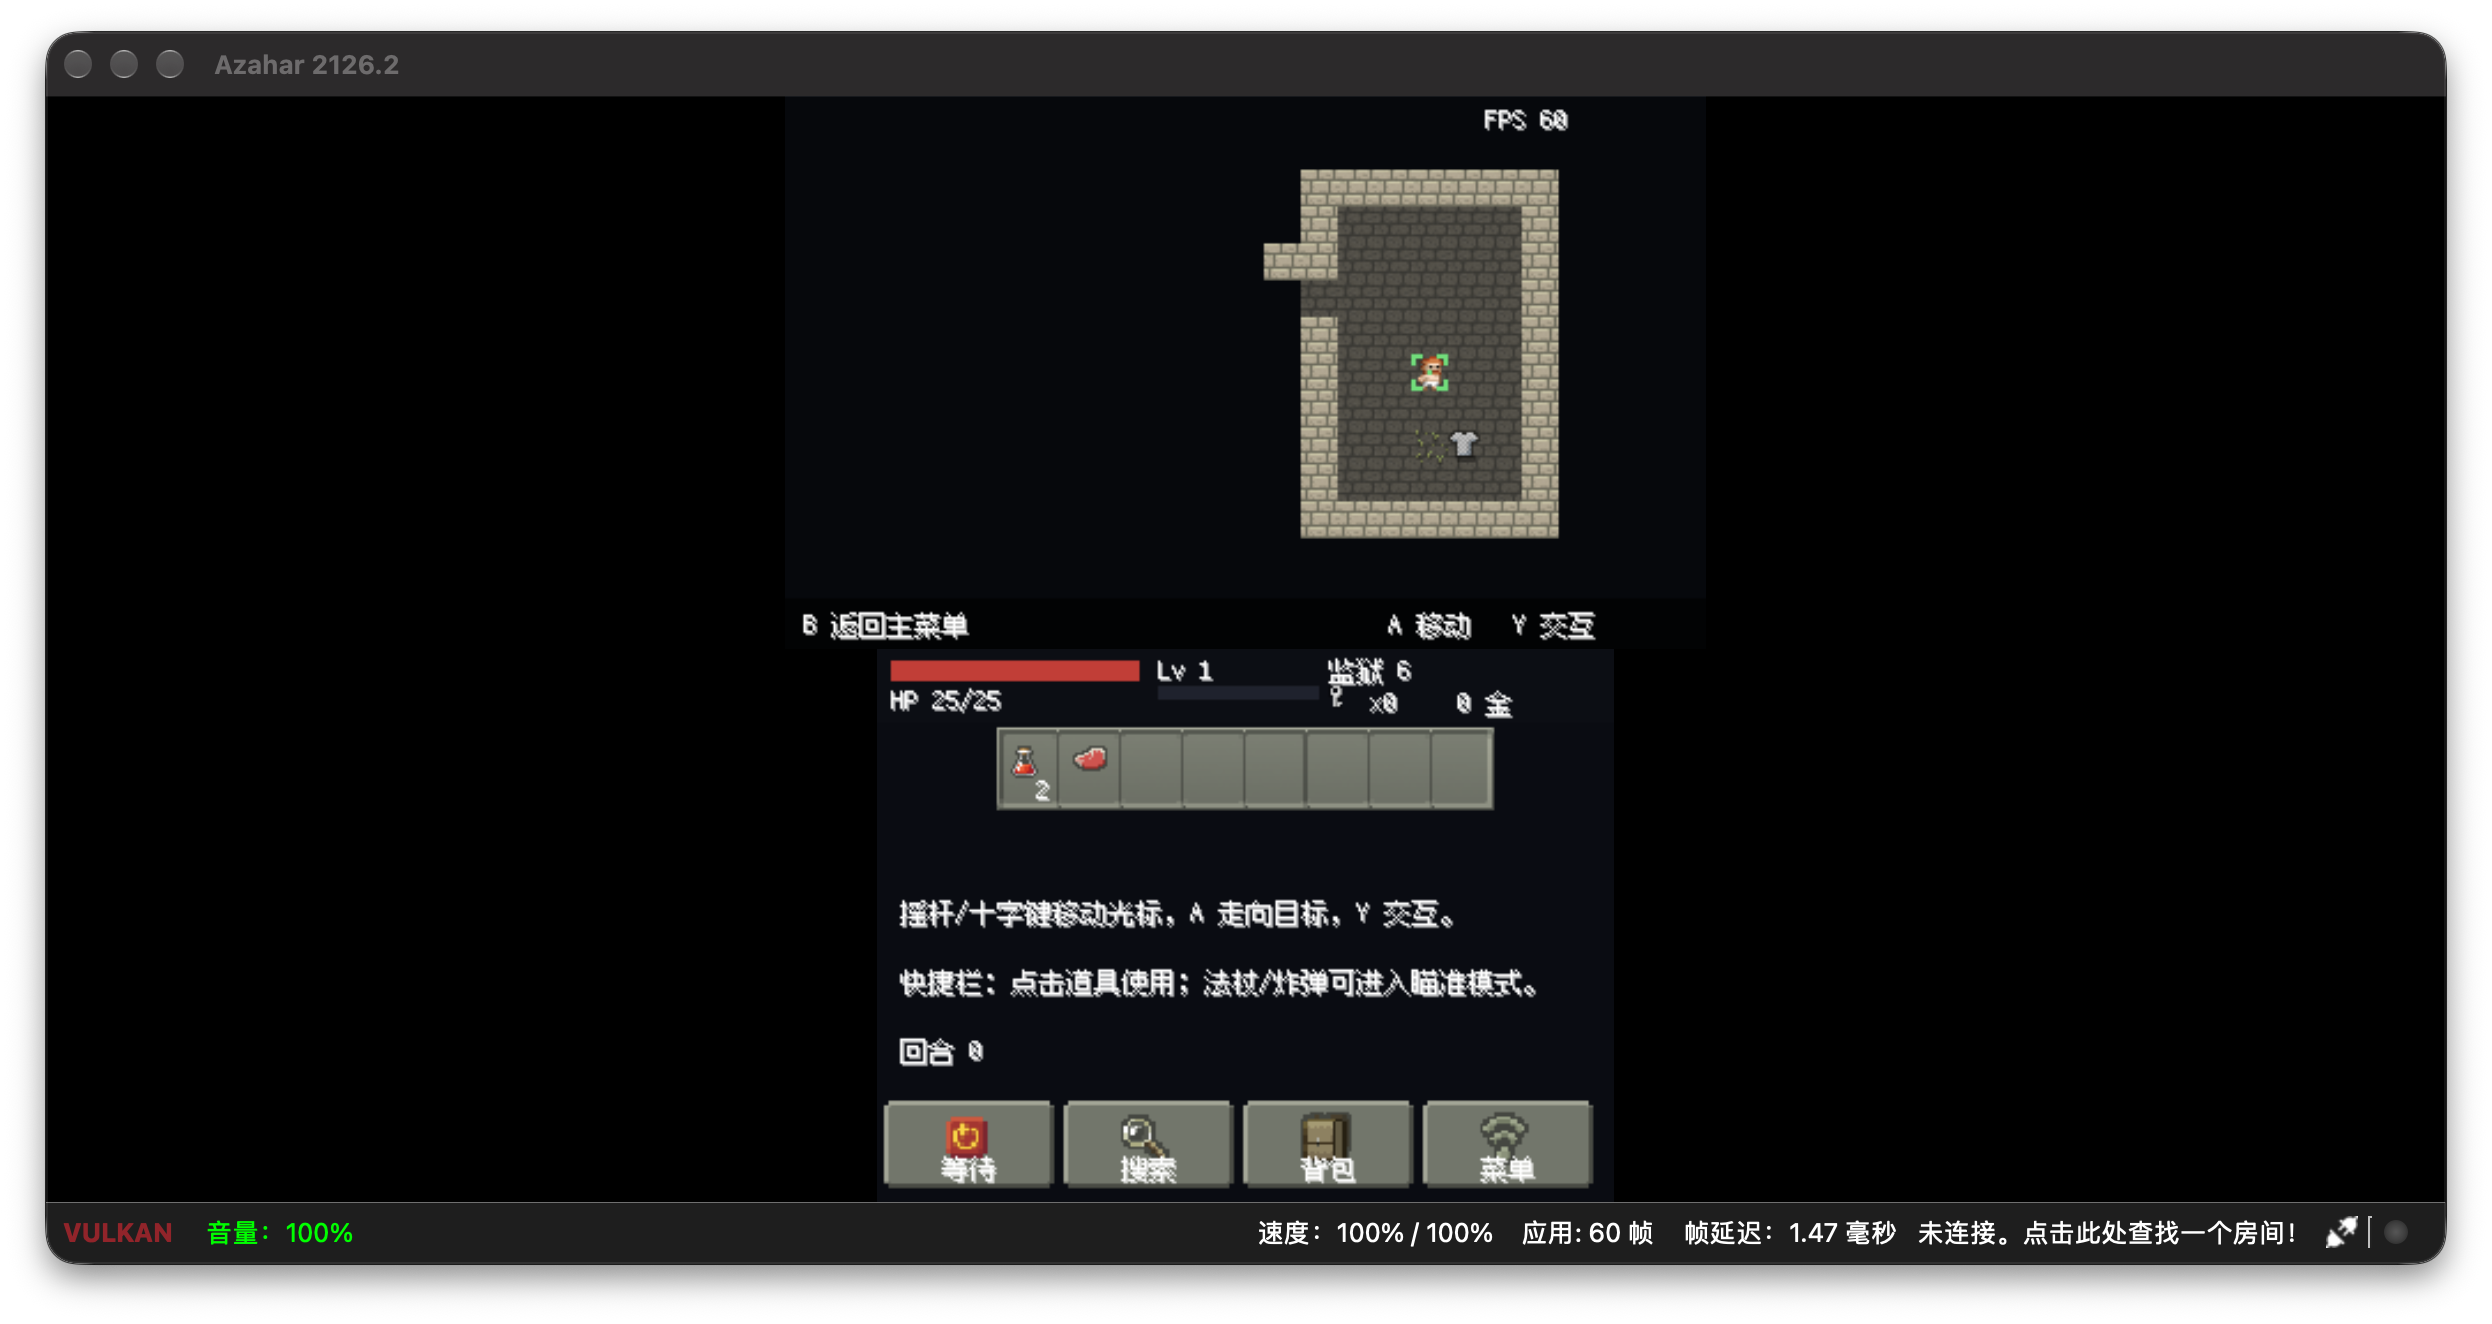 Azahar 2126.2
FPS 60
B 返回主菜单
A 移动 Y 交互
Lv 1 监狱 6
HP 25/25 x0 0 金
2
摇杆/十字键移动光标，A 走向目标，Y 交互。
快捷栏：点击道具使用；法杖/炸弹可进入瞄准模式。
回合 0
等待 搜索 背包 菜单
VULKAN 音量：100% 速度：100% / 100% 应用: 60 帧 帧延迟：1.47 毫秒 未连接。点击此处查找一个房间！